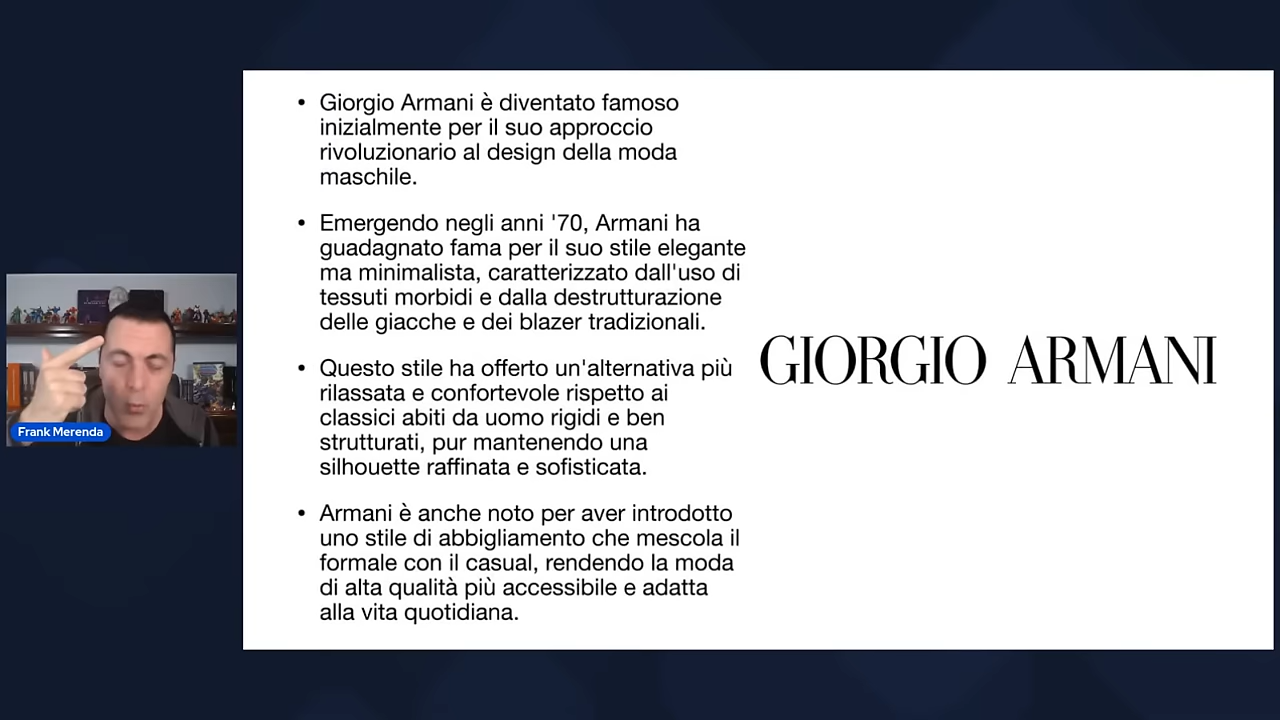 • Giorgio Armani è diventato famoso
inizialmente per il suo approccio
rivoluzionario al design della moda
maschile.
• Emergendo negli anni '70, Armani ha
guadagnato fama per il suo stile elegante
ma minimalista, caratterizzato dall'uso di
tessuti morbidi e dalla destrutturazione
delle giacche e dei blazer tradizionali.
• Questo stile ha offerto un'alternativa più
rilassata e confortevole rispetto ai
classici abiti da uomo rigidi e ben
strutturati, pur mantenendo una
silhouette raffinata e sofisticata.
• Armani è anche noto per aver introdotto
uno stile di abbigliamento che mescola il
formale con il casual, rendendo la moda
di alta qualità più accessibile e adatta
alla vita quotidiana.
GIORGIO ARMANI
Frank Merenda